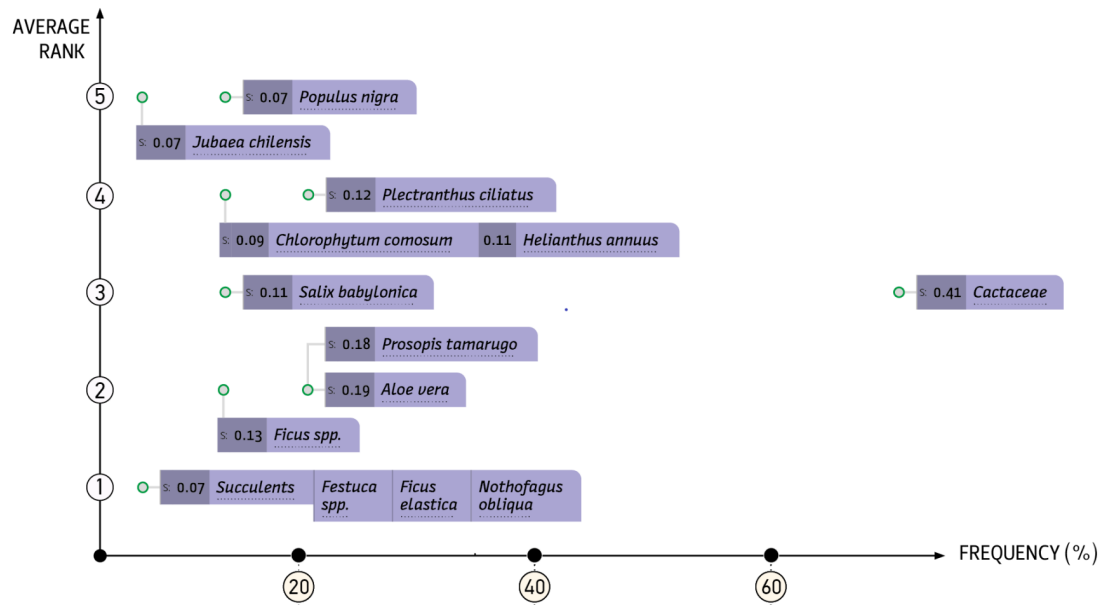 AVERAGE
RANK
5
S: 0.07 Populus nigra
S: 0.07 Jubaea chilensis
4
S: 0.12 Plectranthus ciliatus
S: 0.09 Chlorophytum comosum 0.11 Helianthus annuus
3
S: 0.11 Salix babylonica
S: 0.41 Cactaceae
S: 0.18 Prosopis tamarugo
2
S: 0.19 Aloe vera
S: 0.13 Ficus spp.
1
S: 0.07 Succulents
Festuca
spp.
Ficus
elastica
Nothofagus
obliqua
FREQUENCY (%)
20
40
60